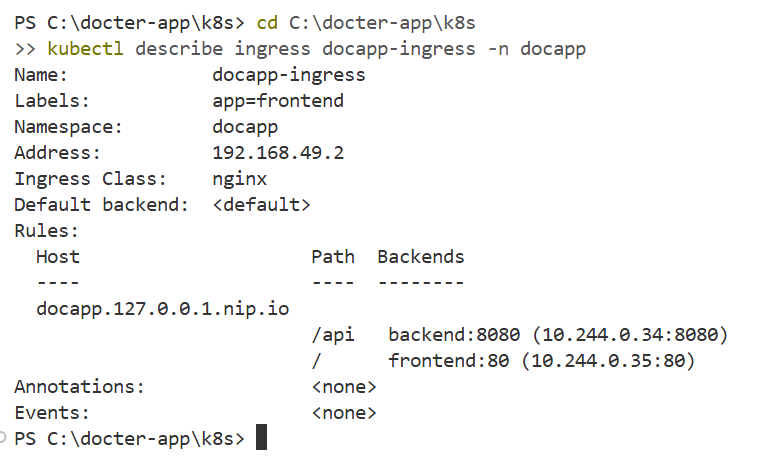 PS C:\docter-app\k8s> cd C:\docter-app\k8s
>> kubectl describe ingress docapp-ingress -n docapp
Name:             docapp-ingress
Labels:           app=frontend
Namespace:        docapp
Address:          192.168.49.2
Ingress Class:    nginx
Default backend:  <default>
Rules:
  Host                     Path  Backends
  ----                     ----  --------
  docapp.127.0.0.1.nip.io
                           /api   backend:8080 (10.244.0.34:8080)
                           /      frontend:80 (10.244.0.35:80)
Annotations:               <none>
Events:                    <none>
PS C:\docter-app\k8s>